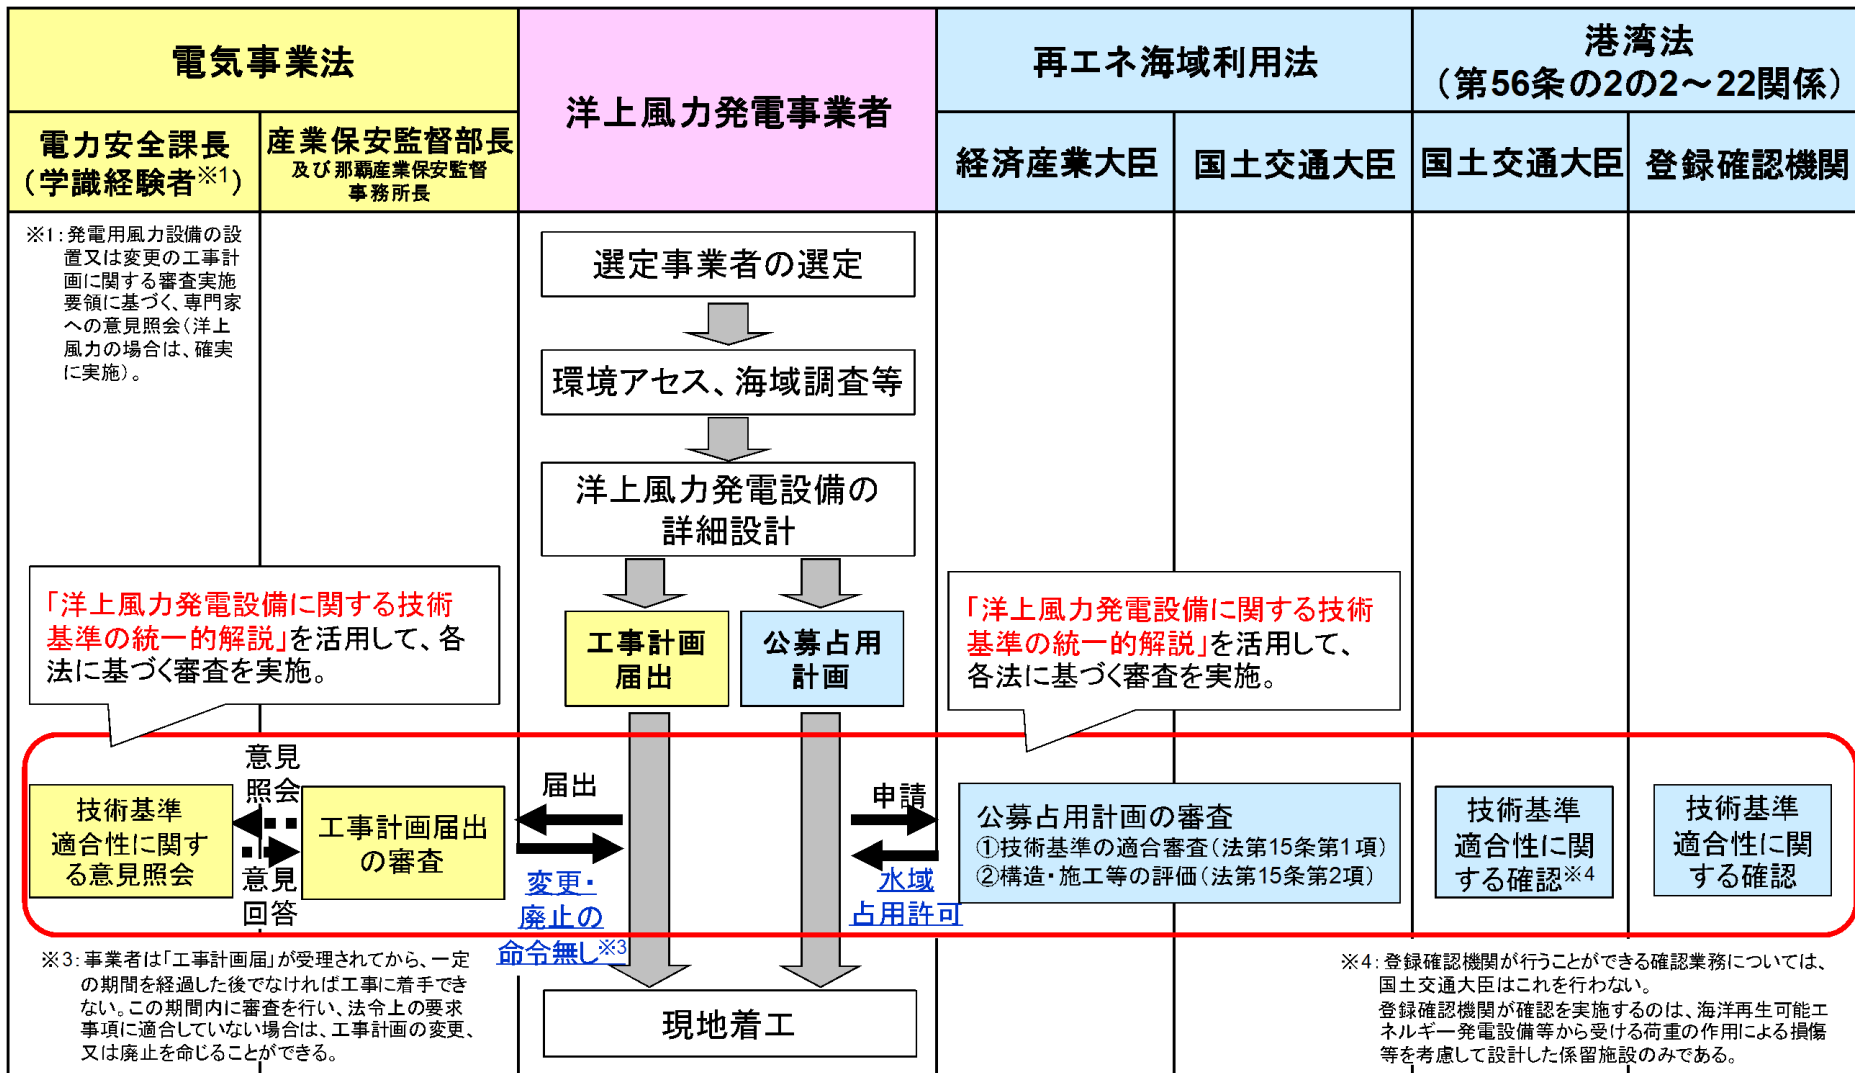 電気事業法
洋上風力発電事業者
再エネ海域利用法
港湾法
（第56条の2の2～22関係）
電力安全課長
（学識経験者※1）
産業保安監督部長
及び那覇産業保安監督
事務所長
経済産業大臣
国土交通大臣
国土交通大臣
登録確認機関
※1：発電用風力設備の設
置又は変更の工事計
画に関する審査実施
要領に基づく、専門家
への意見照会（洋上
風力の場合は、確実
に実施）。
選定事業者の選定
環境アセス、海域調査等
洋上風力発電設備の
詳細設計
「洋上風力発電設備に関する技術
基準の統一的解説」を活用して、各
法に基づく審査を実施。
工事計画
届出
公募占用
計画
「洋上風力発電設備に関する技術
基準の統一的解説」を活用して、
各法に基づく審査を実施。
技術基準
適合性に関す
る意見照会
意見
照会
意見
回答
工事計画届出
の審査
届出
変更・
廃止の
命令無し※3
申請
水域
占用許可
公募占用計画の審査
①技術基準の適合審査（法第15条第1項）
②構造・施工等の評価（法第15条第2項）
技術基準
適合性に関
する確認※4
技術基準
適合性に関
する確認
※3：事業者は「工事計画届」が受理されてから、一定
の期間を経過した後でなければ工事に着手でき
ない。この期間内に審査を行い、法令上の要求
事項に適合していない場合は、工事計画の変更、
又は廃止を命じることができる。
現地着工
※4：登録確認機関が行うことができる確認業務については、
国土交通大臣はこれを行わない。
登録確認機関が確認を実施するのは、海洋再生可能エ
ネルギー発電設備等から受ける荷重の作用による損傷
等を考慮して設計した係留施設のみである。